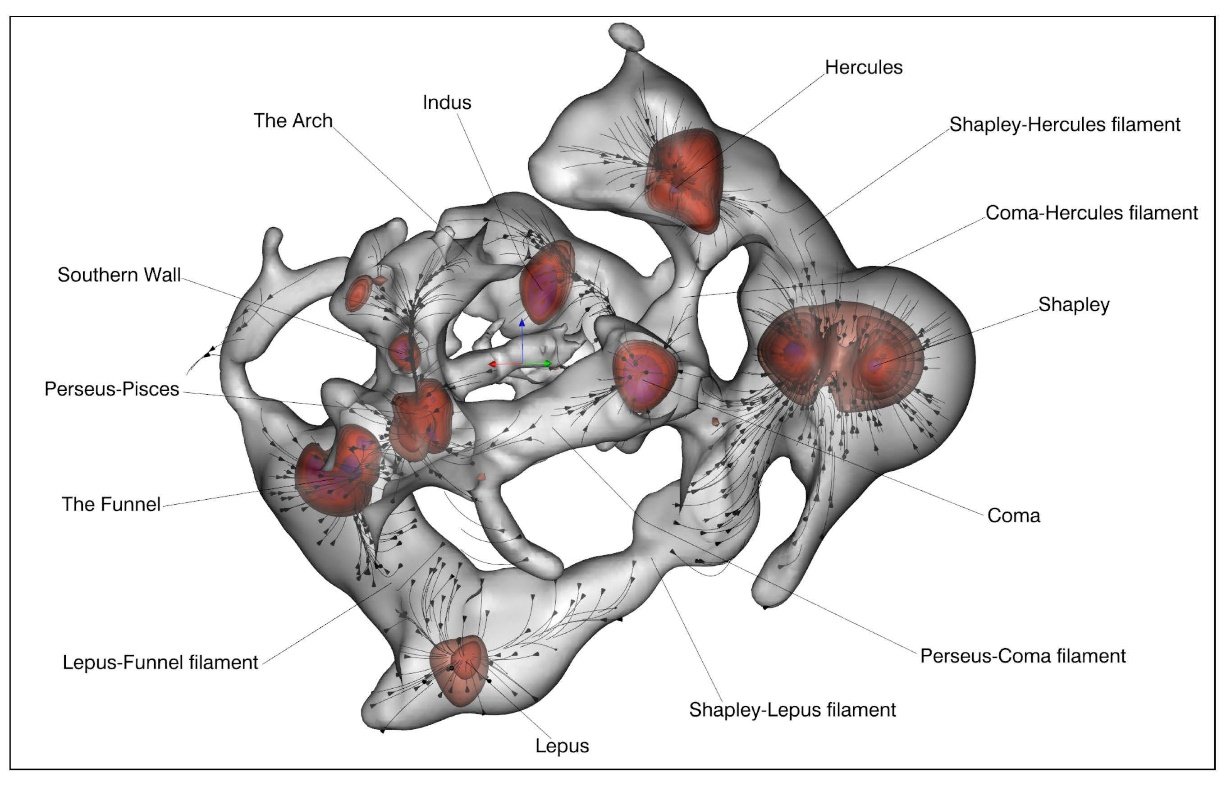 Hercules
Indus
The Arch
Shapley-Hercules filament
Coma-Hercules filament
Southern Wall
Shapley
Perseus-Pisces
The Funnel
Coma
Lepus-Funnel filament
Perseus-Coma filament
Shapley-Lepus filament
Lepus